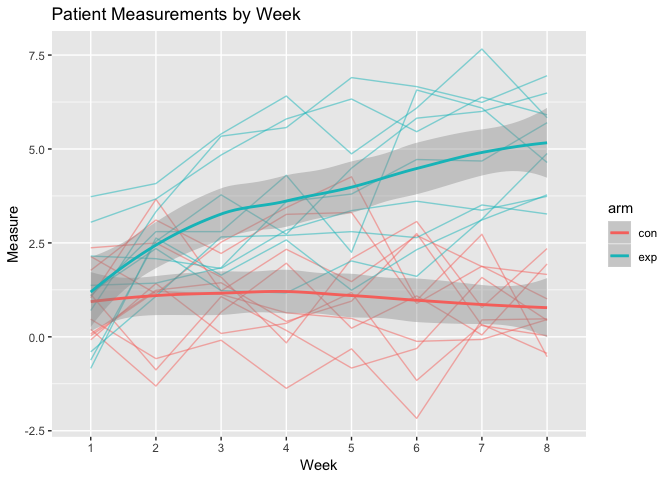 Patient Measurements by Week
7.5
5.0
2.5
0.0
-2.5
Measure
1 2 3 4 5 6 7 8
Week
arm
con
exp